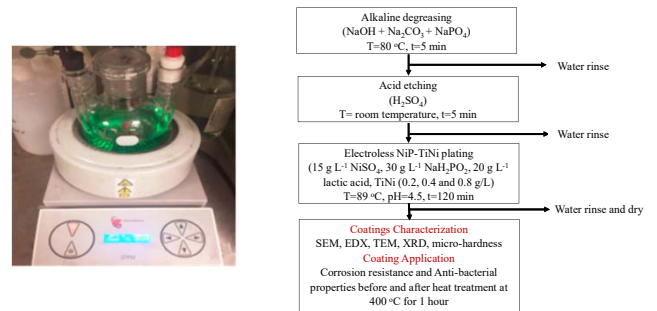 Alkaline degreasing
(NaOH + Na₂CO₃ + NaPO₄)
T=80 °C, t=5 min
Water rinse
Acid etching
(H₂SO₄)
T= room temperature, t=5 min
Water rinse
Electroless NiP-TiNi plating
(15 g L⁻¹ NiSO₄, 30 g L⁻¹ NaH₂PO₂, 20 g L⁻¹
lactic acid, TiNi (0.2, 0.4 and 0.8 g/L)
T=89 °C, pH=4.5, t=120 min
Water rinse and dry
Coatings Characterization
SEM, EDX, TEM, XRD, micro-hardness
Coating Application
Corrosion resistance and Anti-bacterial
properties before and after heat treatment at
400 °C for 1 hour